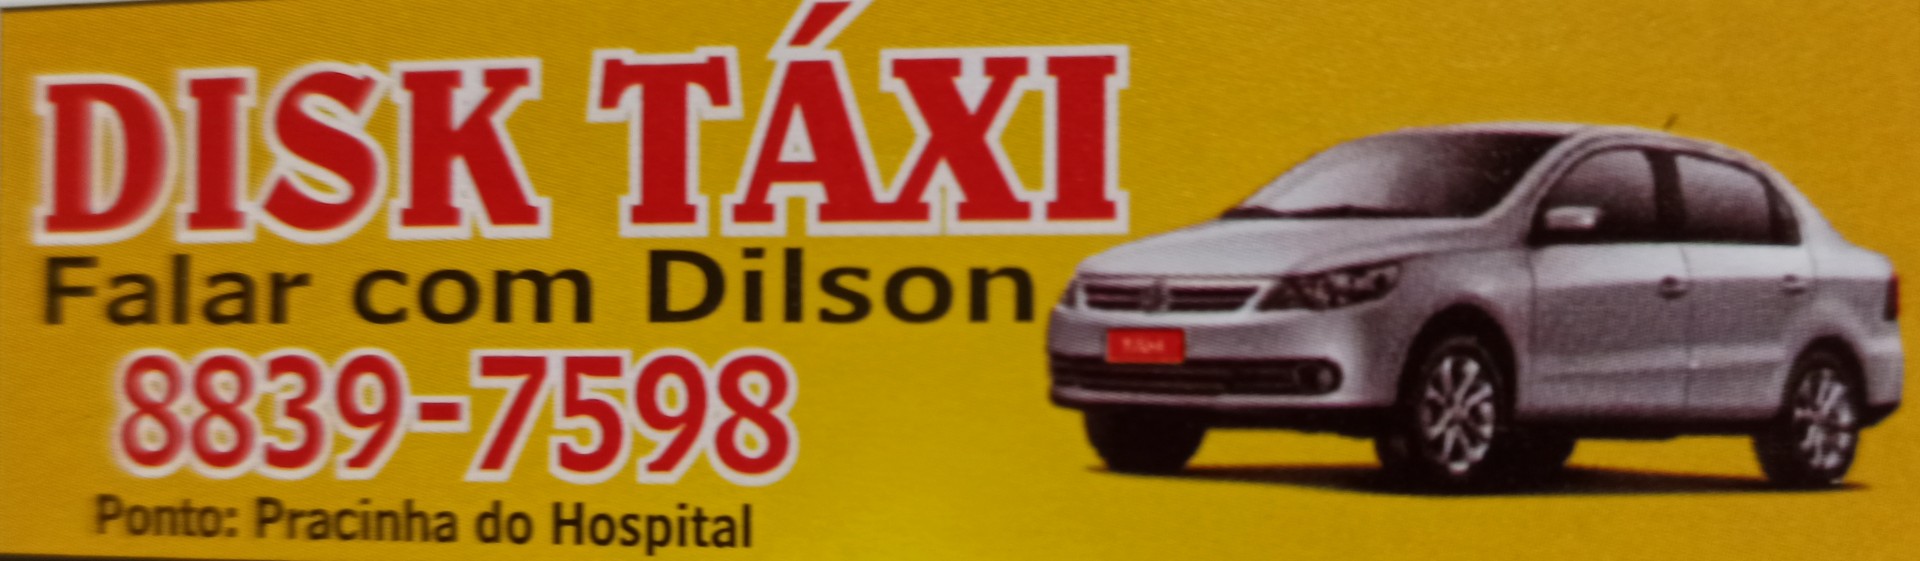 DISK TÁXI
Falar com Dilson
8839-7598
Ponto: Pracinha do Hospital